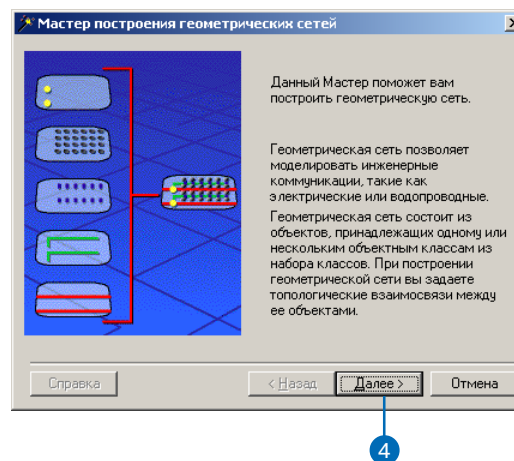 Мастер построения геометрических сетей
Данный Мастер поможет вам
построить геометрическую сеть.
Геометрическая сеть позволяет
моделировать инженерные
коммуникации, такие как
электрические или водопроводные.
Геометрическая сеть состоит из
объектов, принадлежащих одному или
нескольким объектным классам из
набора классов. При построении
геометрической сети вы задаете
топологические взаимосвязи между
ее объектами.
Справка
< Назад
Далее >
Отмена
4